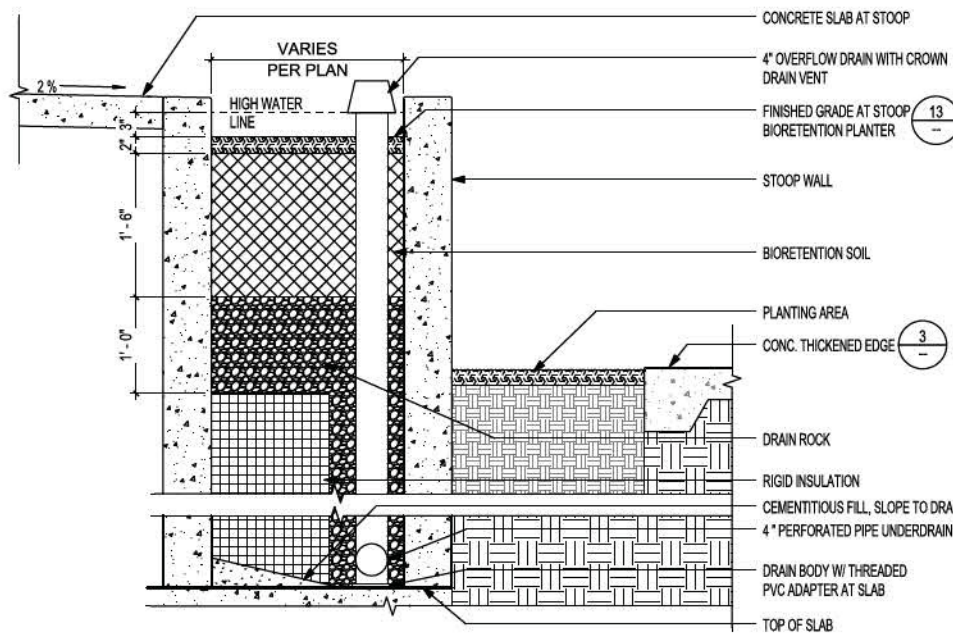 CONCRETE SLAB AT STOOP
VARIES
PER PLAN
4" OVERFLOW DRAIN WITH CROWN
DRAIN VENT
2 %
HIGH WATER
LINE
FINISHED GRADE AT STOOP
BIORETENTION PLANTER
13
--
3"
2"
STOOP WALL
1' - 6"
BIORETENTION SOIL
PLANTING AREA
1' - 0"
CONC. THICKENED EDGE
3
--
DRAIN ROCK
RIGID INSULATION
CEMENTITIOUS FILL, SLOPE TO DRA
4 " PERFORATED PIPE UNDERDRAIN
DRAIN BODY W/ THREADED
PVC ADAPTER AT SLAB
TOP OF SLAB